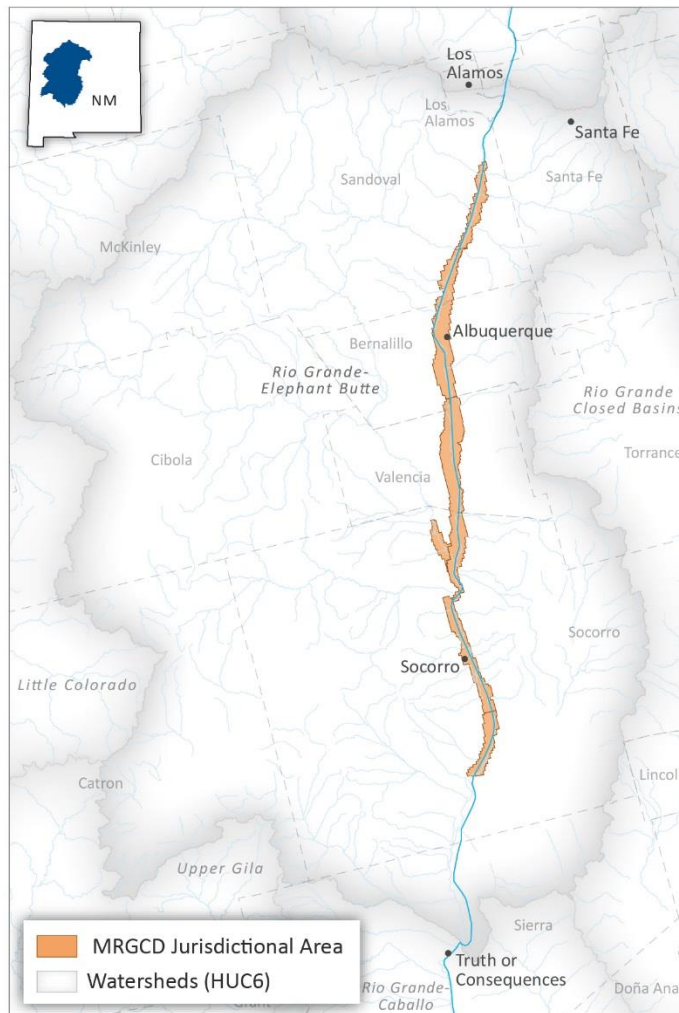 NM
Los
Alamos
Los
Alamos
Santa Fe
Sandoval
Santa Fe
McKinley
Albuquerque
Bernalillo
Rio Grande-
Elephant Butte
Rio Grande
Closed Basins
Cibola
Torrance
Valencia
Socorro
Socorro
Little Colorado
Catron
Lincol
Upper Gila
Sierra
MRGCD Jurisdictional Area
Watersheds (HUC6)
Truth or
Consequences
Rio Grande-
Caballo
Doña Ana